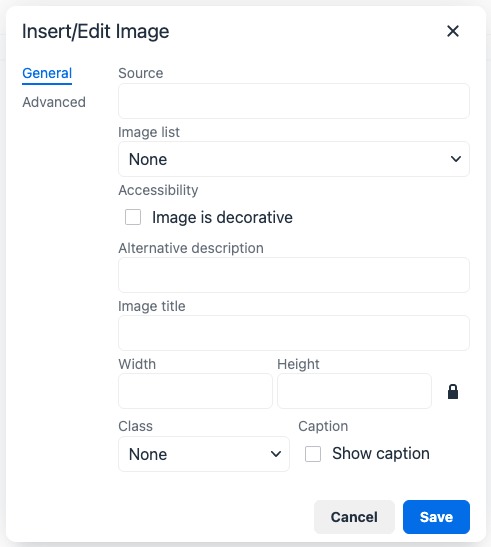 Insert/Edit Image
General
Advanced
Source
Image list
None
Accessibility
Image is decorative
Alternative description
Image title
Width Height
Class Caption
None Show caption
Cancel Save